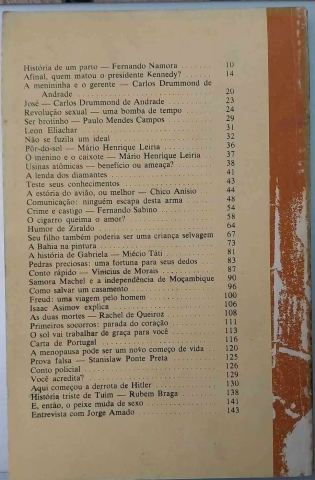 História de um parto — Fernando Namora 10
Afinal, quem matou o presidente Kennedy? 14
A menininha e o gerente — Carlos Drummond de
Andrade 20
José — Carlos Drummond de Andrade 23
Revolução sexual — uma bomba de tempo 24
Ser brotinho — Paulo Mendes Campos 29
Leon Eliachar 31
Não se fuzila um ideal 32
Pôr-do-sol — Mário Henrique Leiria 36
O menino e o caixote — Mário Henrique Leiria 37
Usinas atômicas — benefício ou ameaça? 38
A lenda dos diamantes 41
Teste seus conhecimentos 43
A estória do avião, ou melhor — Chico Anísio 44
Comunicação: ninguém escapa desta arma 48
Crime e castigo — Fernando Sabino 54
O cigarro queima o amor? 58
Humor de Ziraldo 64
Seu filho também poderia ser uma criança selvagem 67
A Bahia na pintura 73
A história de Gabriela — Miécio Táti 81
Pedras preciosas: uma fortuna para seus dedos 83
Conto rápido — Vinicius de Morais 87
Samora Machel e a independência de Moçambique 90
Como salvar um casamento 96
Freud: uma viagem pelo homem 100
Isaac Asimov explica 106
As duas mortes — Rachel de Queiroz 108
Primeiros socorros: parada do coração 111
O sol vai trabalhar de graça para você 113
Carta de Portugal 116
A menopausa pode ser um novo começo de vida 120
Prova falsa — Stanislaw Ponte Preta 125
Conto policial 126
Você acredita? 129
Aqui começou a derrota de Hitler 130
História triste de Tuim — Rubem Braga 138
E, então, o peixe muda de sexo 141
Entrevista com Jorge Amado 143